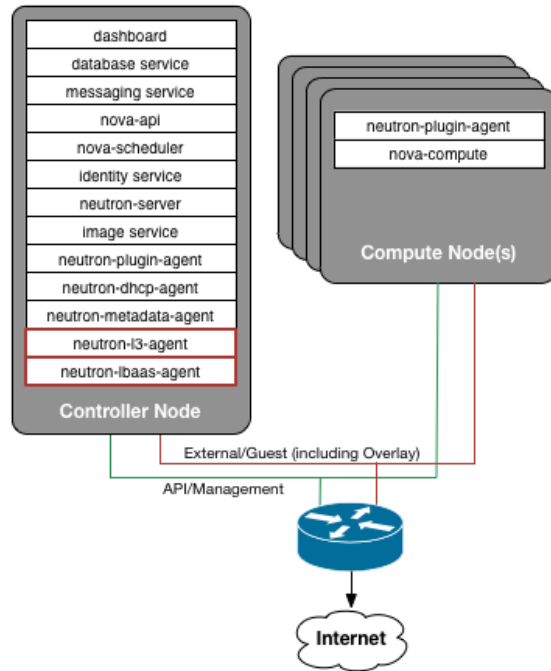 dashboard
database service
messaging service
nova-api
nova-scheduler
identity service
neutron-server
image service
neutron-plugin-agent
neutron-dhcp-agent
neutron-metadata-agent
neutron-l3-agent
neutron-lbaas-agent
Controller Node
neutron-plugin-agent
nova-compute
Compute Node(s)
External/Guest (including Overlay)
API/Management
Internet